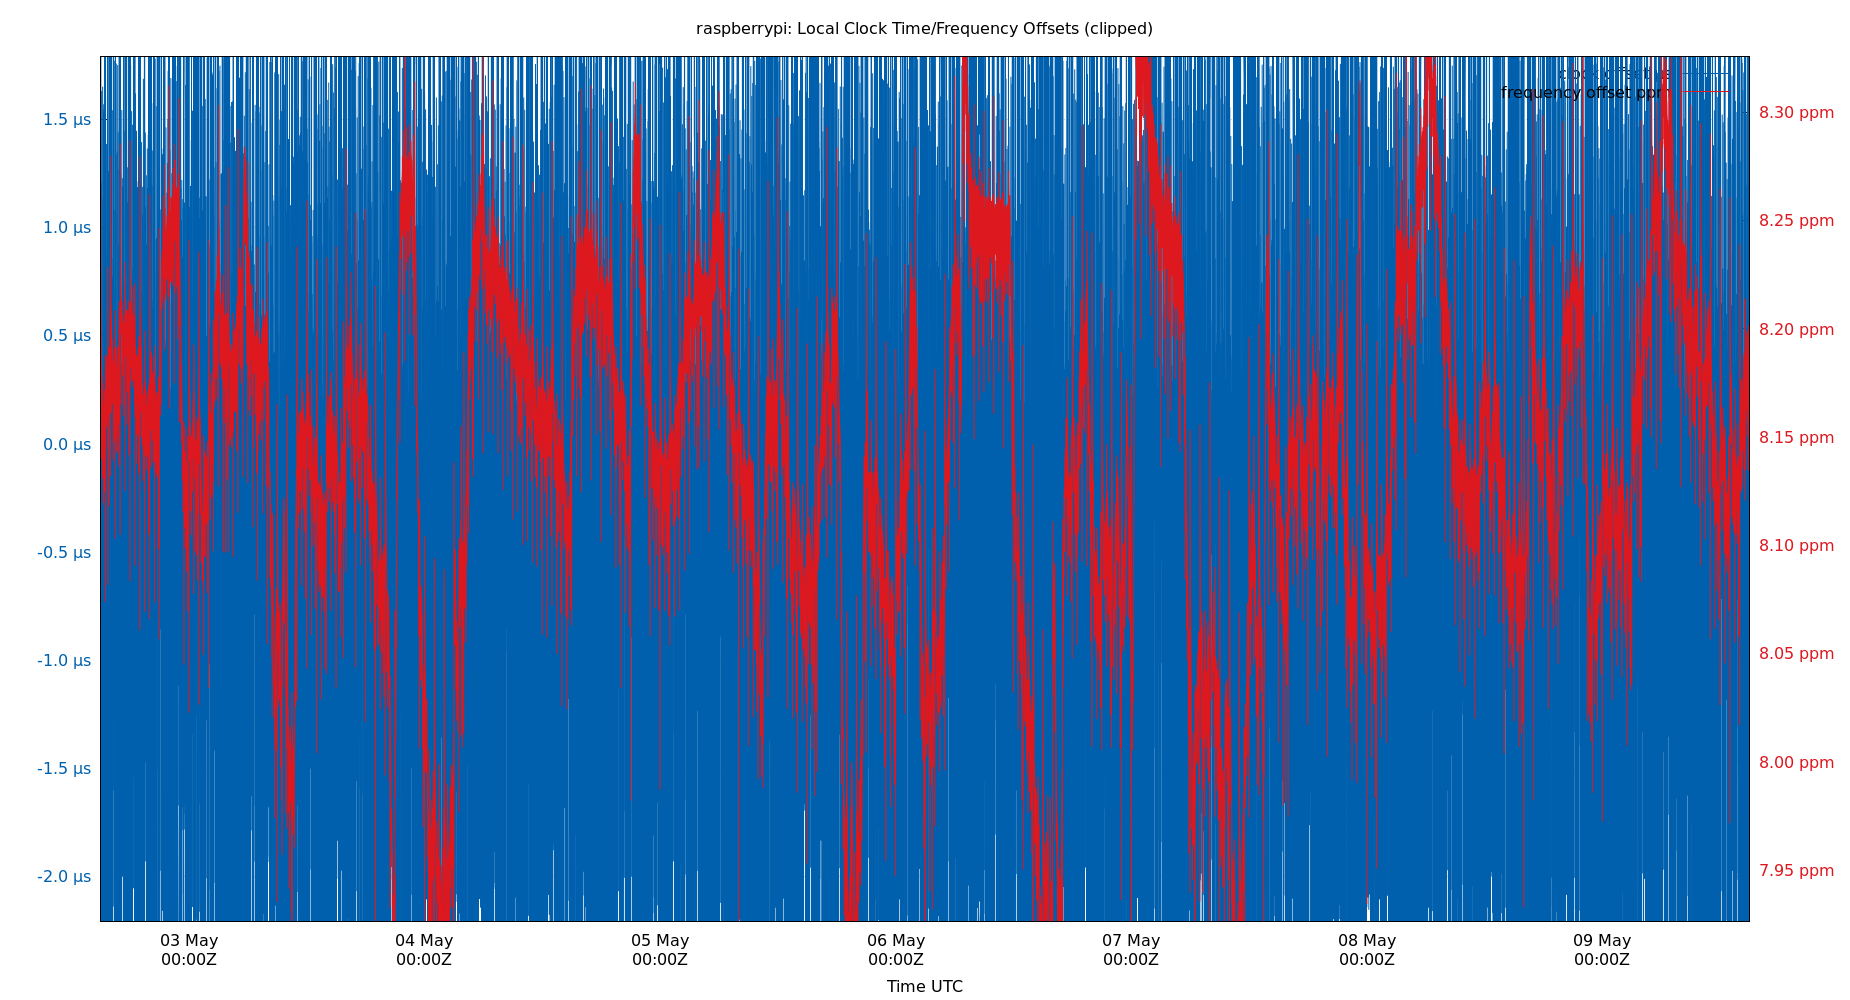 raspberrypi: Local Clock Time/Frequency Offsets (clipped)
clock offset µs
frequency offset ppm
1.5 µs
1.0 µs
0.5 µs
0.0 µs
-0.5 µs
-1.0 µs
-1.5 µs
-2.0 µs
8.30 ppm
8.25 ppm
8.20 ppm
8.15 ppm
8.10 ppm
8.05 ppm
8.00 ppm
7.95 ppm
03 May
00:00Z
04 May
00:00Z
05 May
00:00Z
06 May
00:00Z
07 May
00:00Z
08 May
00:00Z
09 May
00:00Z
Time UTC